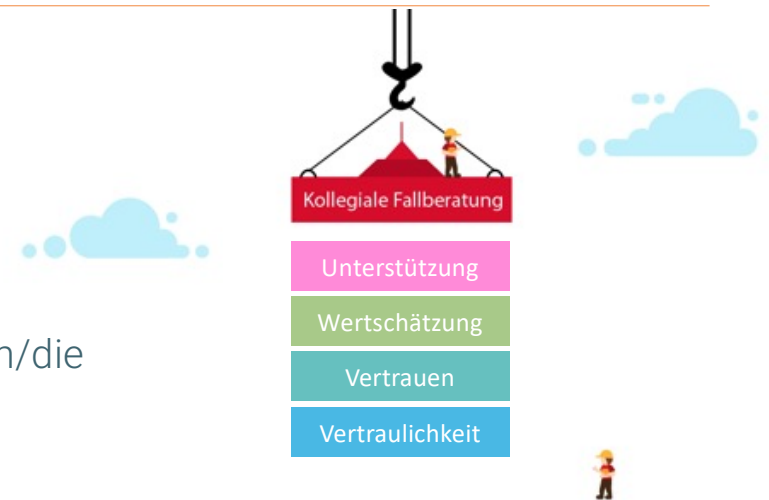 Kollegiale Fallberatung
Unterstützung
Wertschätzung
n/die
Vertrauen
Vertraulichkeit